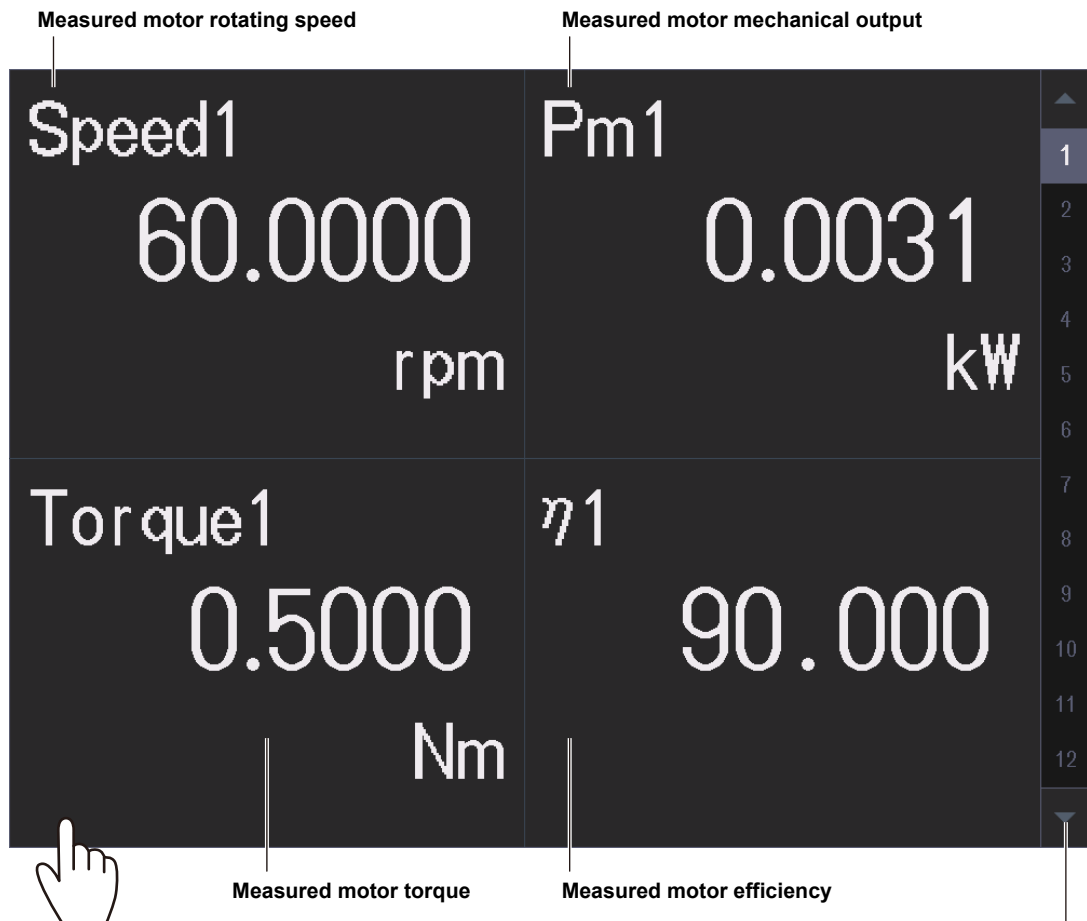 Measured motor rotating speed
Measured motor mechanical output
Speed1
60.0000
rpm
Pm1
0.0031
kW
Torque1
0.5000
Nm
η1
90.000
1
2
3
4
5
6
7
8
9
10
11
12
Measured motor torque
Measured motor efficiency